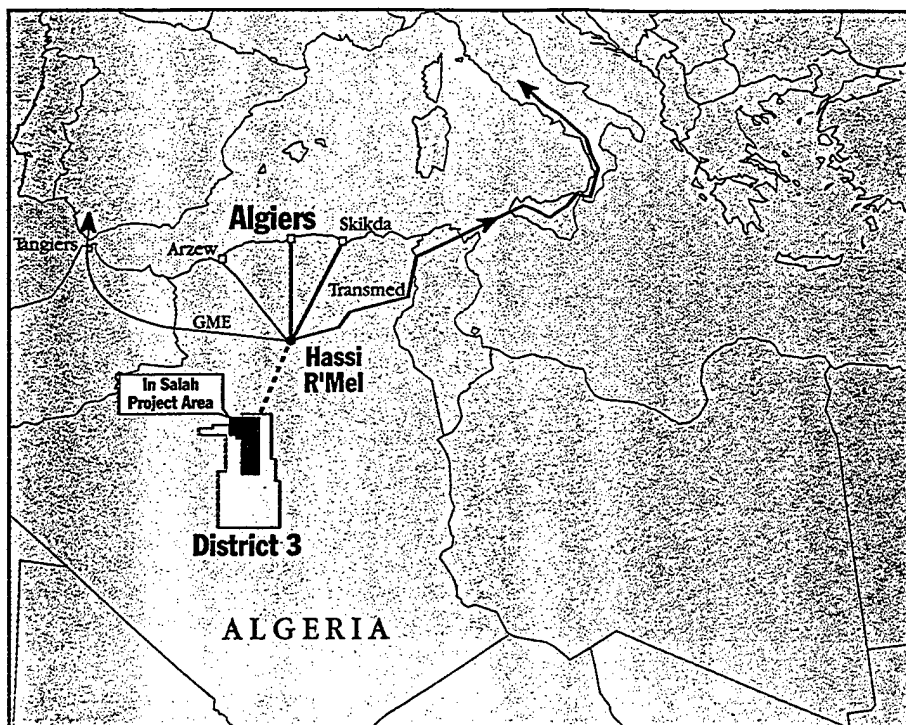 Algiers
Skikda
Tangiers
Arzew
Transmed
GME
Hassi
R'Mel
In Salah
Project Area
District 3
ALGERIA